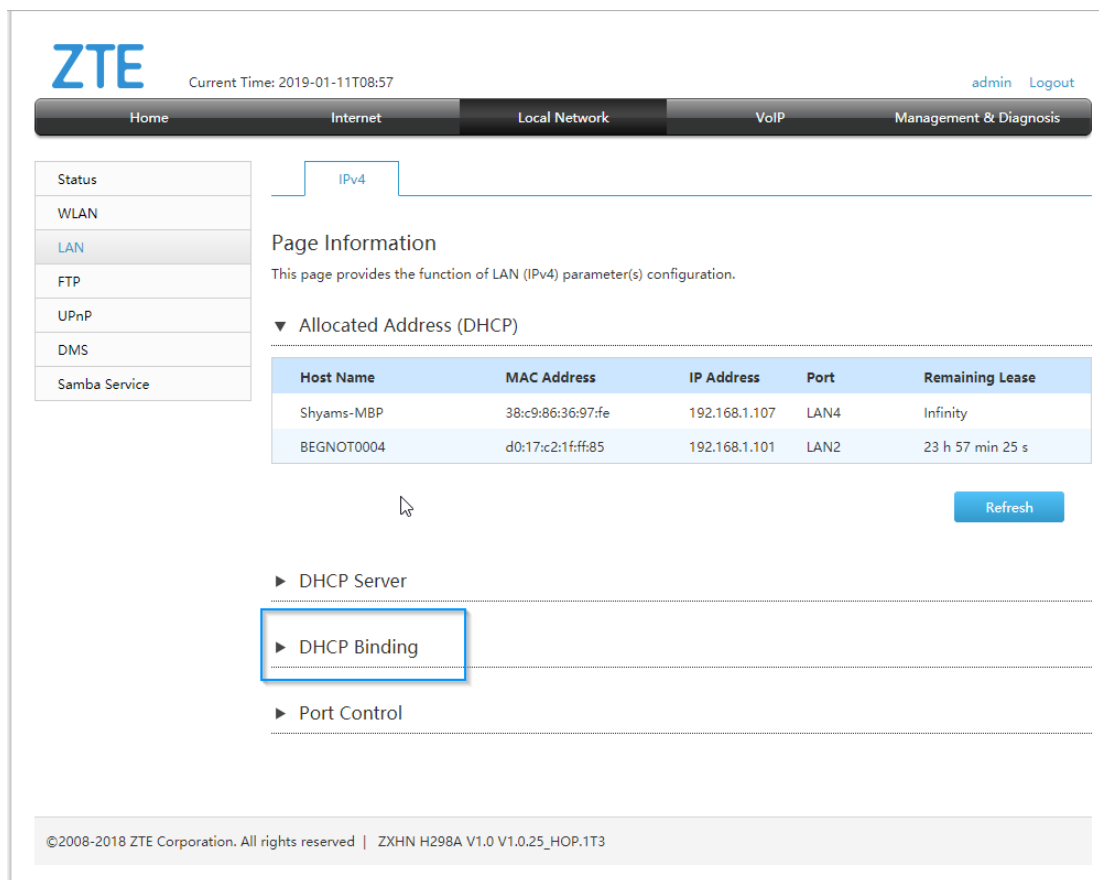 ZTE
Current Time: 2019-01-11T08:57
admin Logout
Home Internet Local Network VoIP Management & Diagnosis
Status
WLAN
LAN
FTP
UPnP
DMS
Samba Service
IPv4
Page Information
This page provides the function of LAN (IPv4) parameter(s) configuration.
Allocated Address (DHCP)
Host Name MAC Address IP Address Port Remaining Lease
Shyams-MBP 38:c9:86:36:97:fe 192.168.1.107 LAN4 Infinity
BEGNOT0004 d0:17:c2:1f:ff:85 192.168.1.101 LAN2 23 h 57 min 25 s
Refresh
DHCP Server
DHCP Binding
Port Control
©2008-2018 ZTE Corporation. All rights reserved | ZXHN H298A V1.0 V1.0.25_HOP.1T3